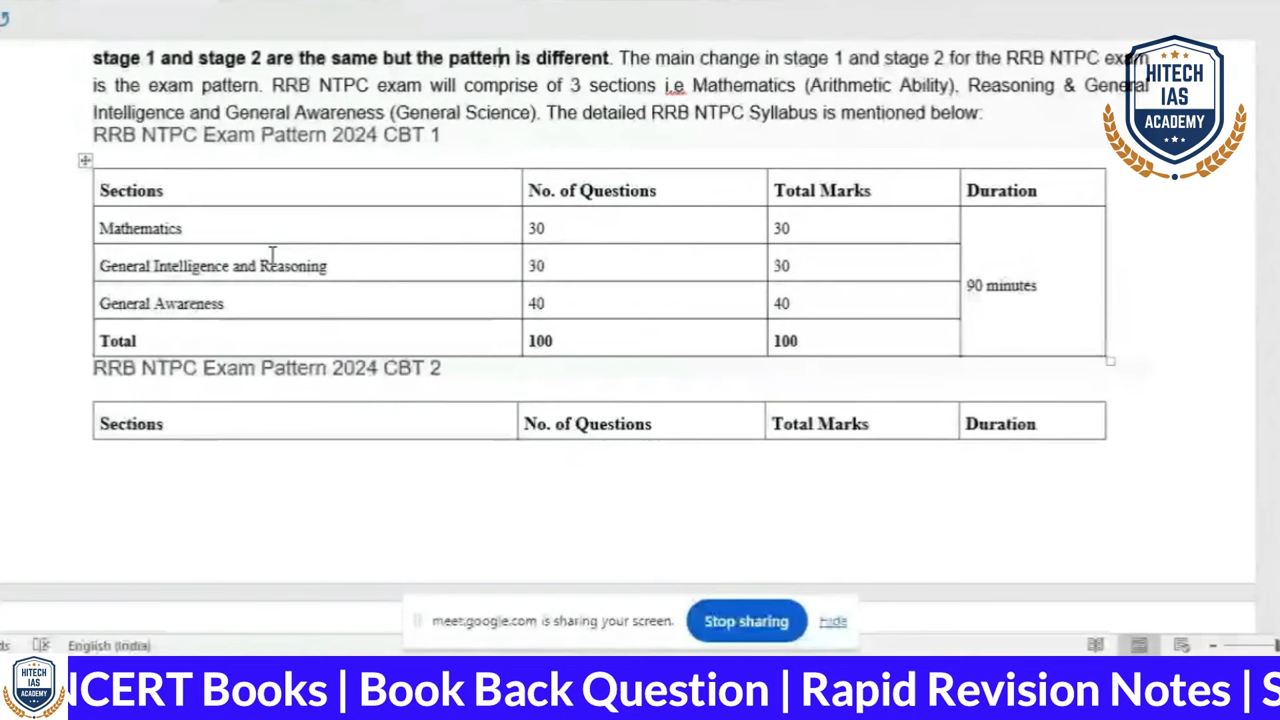 stage 1 and stage 2 are the same but the pattern is different. The main change in stage 1 and stage 2 for the RRB NTPC exam
is the exam pattern. RRB NTPC exam will comprise of 3 sections i.e Mathematics (Arithmetic Ability), Reasoning & General
Intelligence and General Awareness (General Science). The detailed RRB NTPC Syllabus is mentioned below:
RRB NTPC Exam Pattern 2024 CBT 1
HITECH
IAS
ACADEMY
Sections No. of Questions Total Marks Duration
Mathematics 30 30
General Intelligence and Reasoning 30 30
90 minutes
General Awareness 40 40
Total 100 100
RRB NTPC Exam Pattern 2024 CBT 2
Sections No. of Questions Total Marks Duration
meet.google.com is sharing your screen. Stop sharing hide
English (India)
HITECH
IAS
ACADEMY
NCERT Books | Book Back Question | Rapid Revision Notes | S